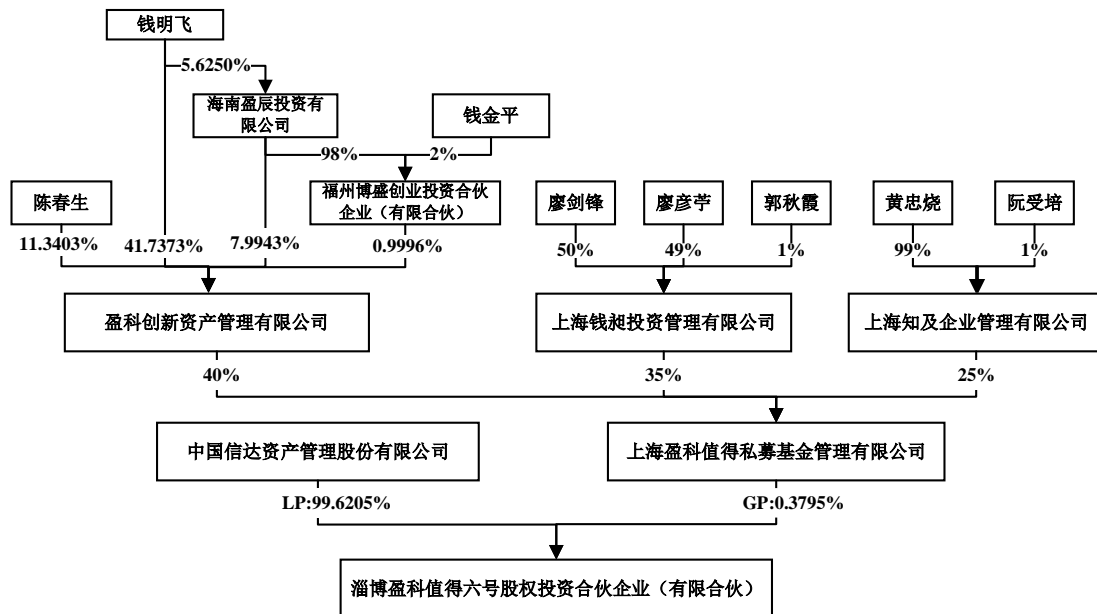 钱明飞
5.6250%
海南盈辰投资有
限公司
钱金平
98%
2%
陈春生
福州博盛创业投资合伙
企业（有限合伙）
廖剑锋
廖彦苧
郭秋霞
黄忠烧
阮受培
11.3403%
41.7373%
7.9943%
0.9996%
50%
49%
1%
99%
1%
盈科创新资产管理有限公司
上海钱昶投资管理有限公司
上海知及企业管理有限公司
40%
35%
25%
中国信达资产管理股份有限公司
上海盈科值得私募基金管理有限公司
LP:99.6205%
GP:0.3795%
淄博盈科值得六号股权投资合伙企业（有限合伙）